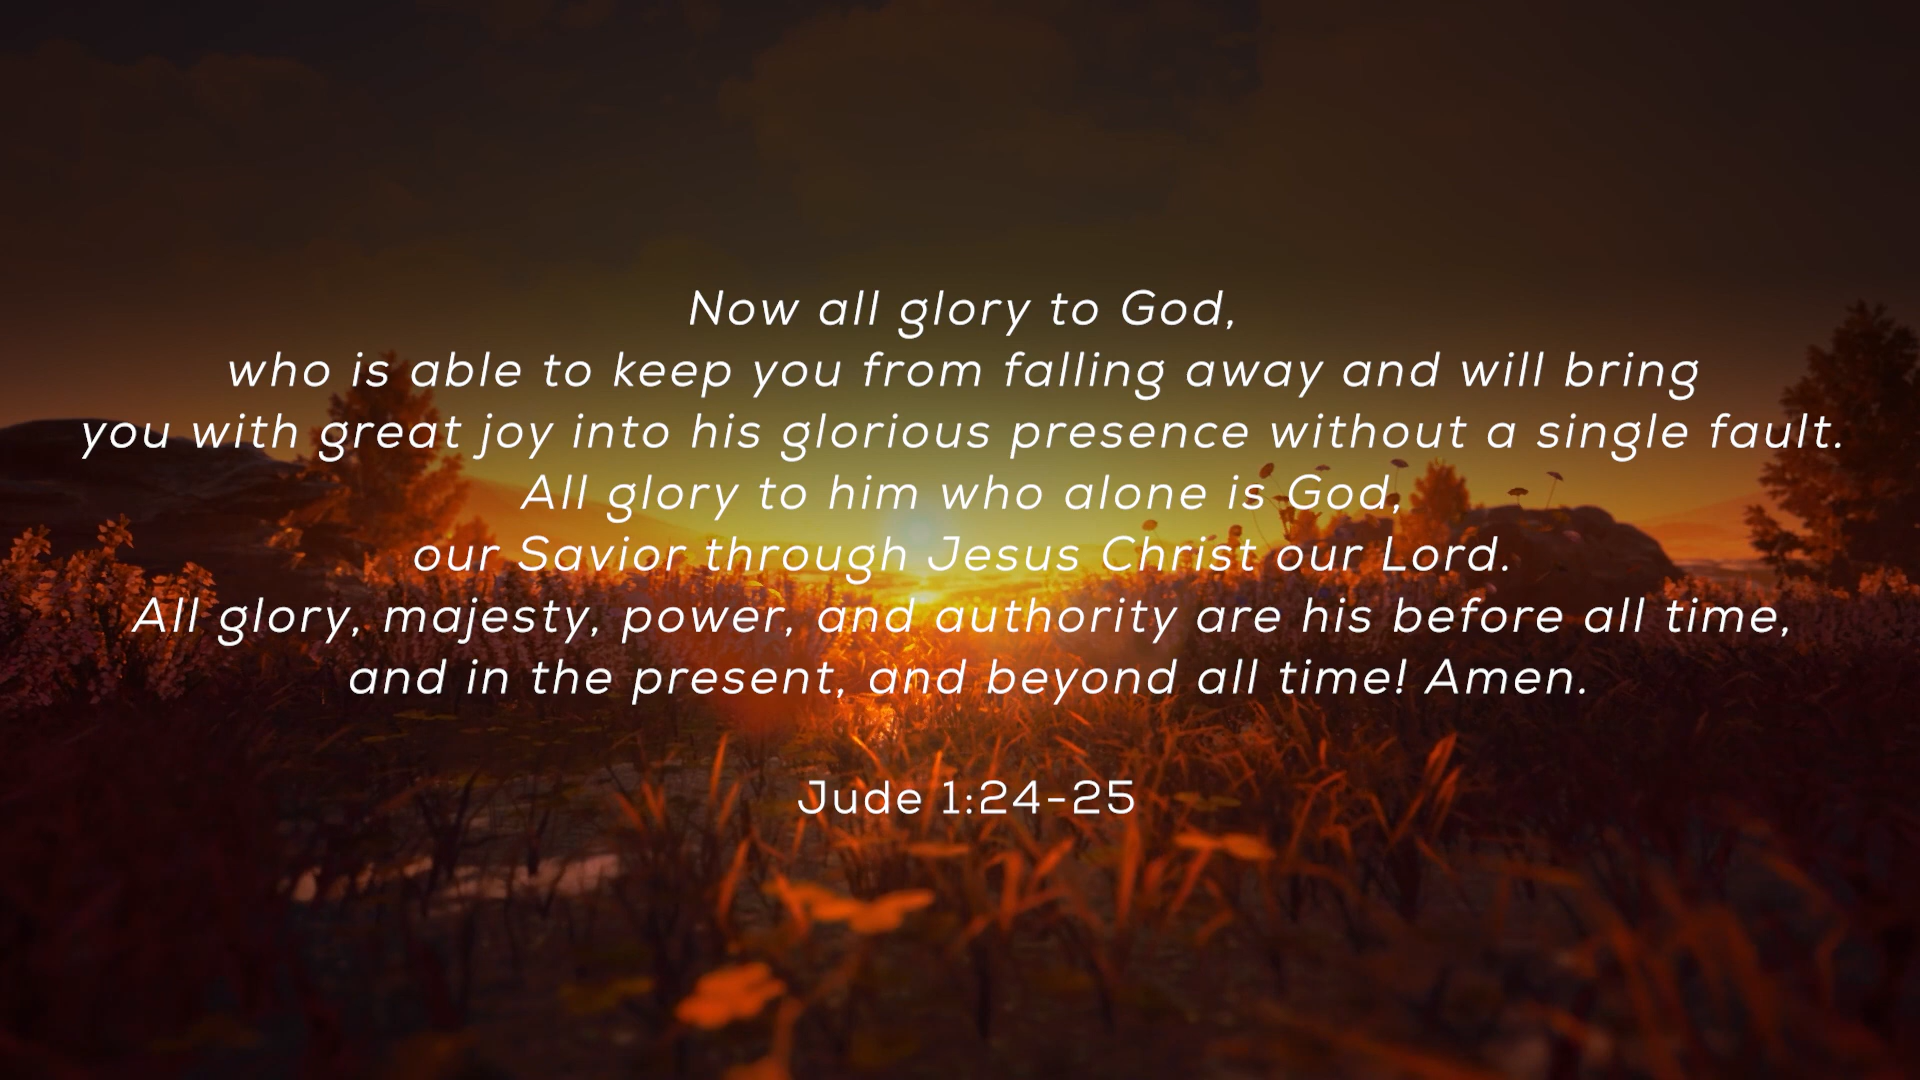 Now all glory to God,
who is able to keep you from falling away and will bring
you with great joy into his glorious presence without a single fault.
All glory to him who alone is God,
our Savior through Jesus Christ our Lord.
All glory, majesty, power, and authority are his before all time,
and in the present, and beyond all time! Amen.
Jude 1:24-25